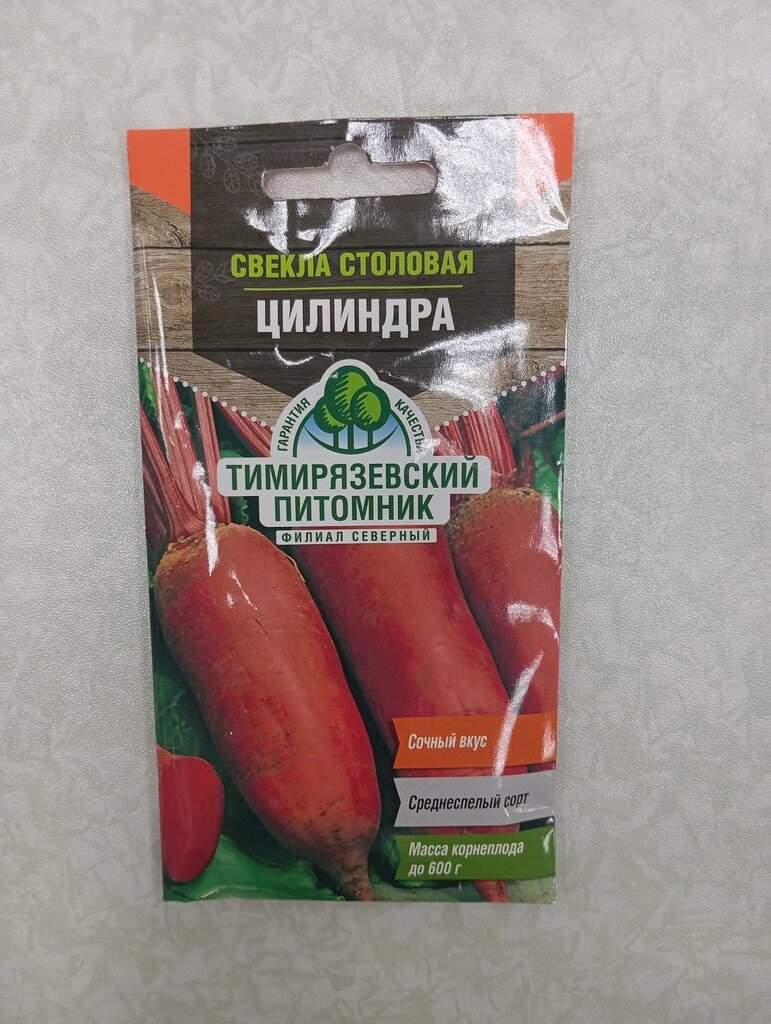 СВЕКЛА СТОЛОВАЯ
ЦИЛИНДРА
ГАРАНТИЯ КАЧЕСТВА
ТИМИРЯЗЕВСКИЙ
ПИТОМНИК
ФИЛИАЛ СЕВЕРНЫЙ
Сочный вкус
Среднеспелый сорт
Масса корнеплода
до 600 г